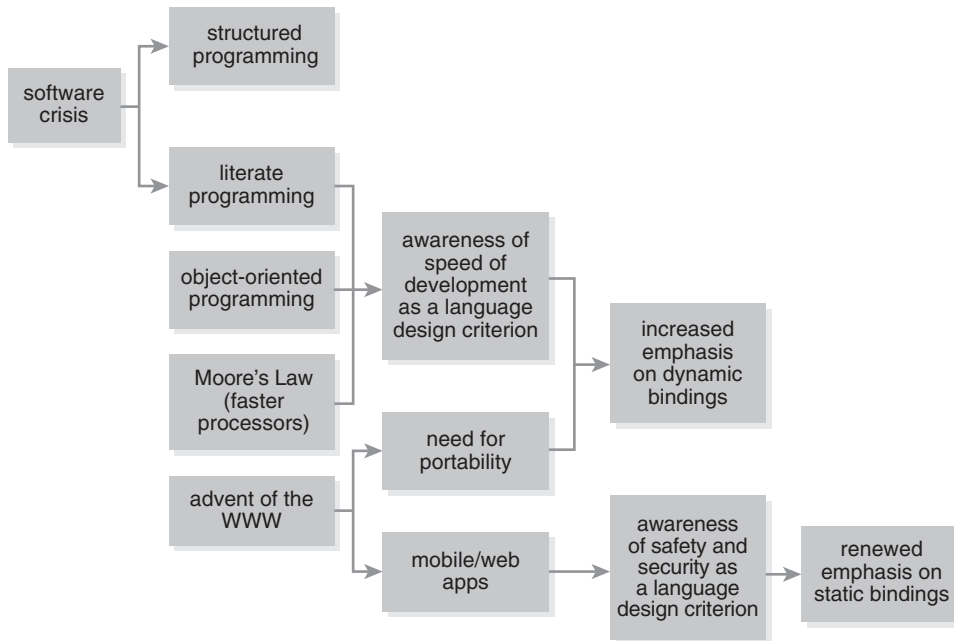 structured
programming
software
crisis
literate
programming
object-oriented
programming
Moore's Law
(faster
processors)
advent of the
WWW
awareness of
speed of
development
as a language
design criterion
need for
portability
mobile/web
apps
increased
emphasis
on dynamic
bindings
awareness
of safety and
security as
a language
design criterion
renewed
emphasis on
static bindings